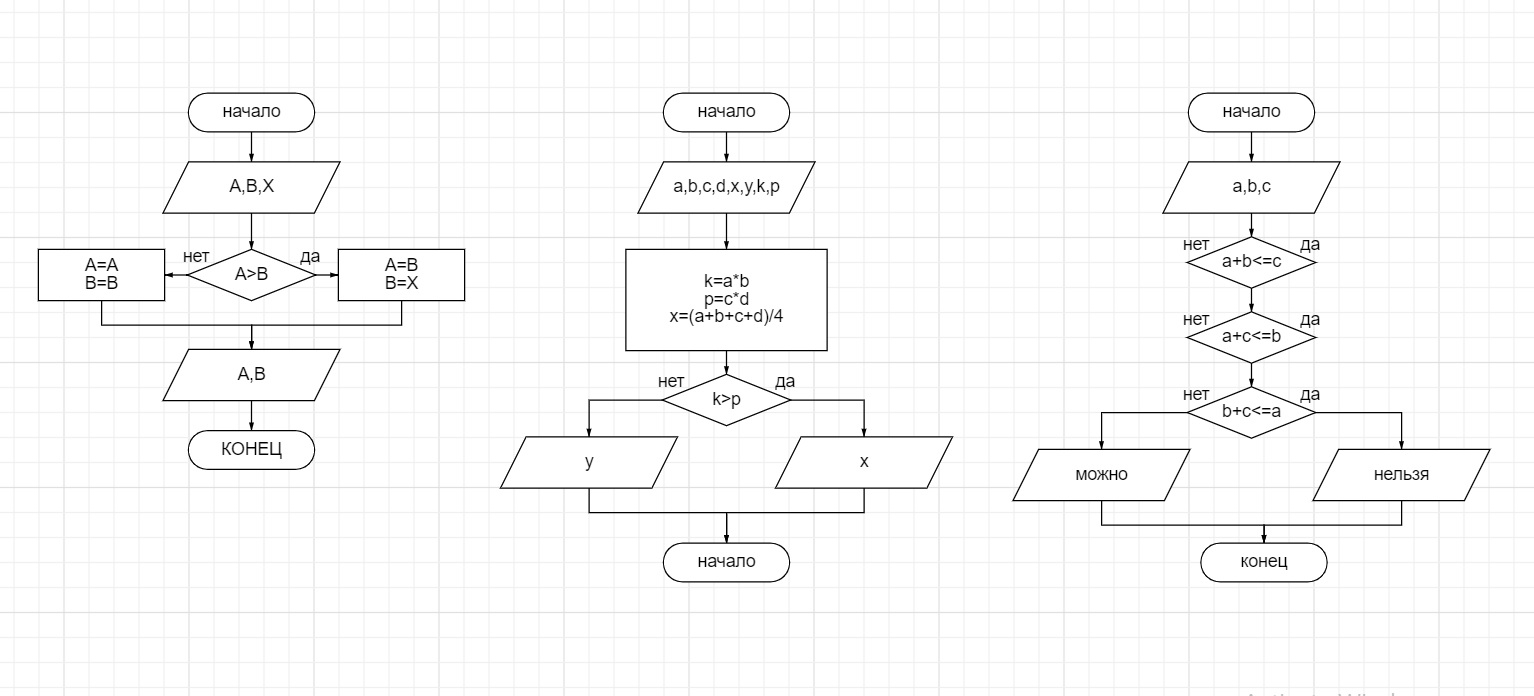 начало
A,B,X
нет
да
A>B
A=A
B=B
A=B
B=X
A,B
КОНЕЦ
начало
a,b,c,d,x,y,k,p
k=a*b
p=c*d
x=(a+b+c+d)/4
нет
да
k>p
y
x
начало
начало
a,b,c
нет
да
a+b<=c
нет
да
a+c<=b
нет
да
b+c<=a
можно
нельзя
конец